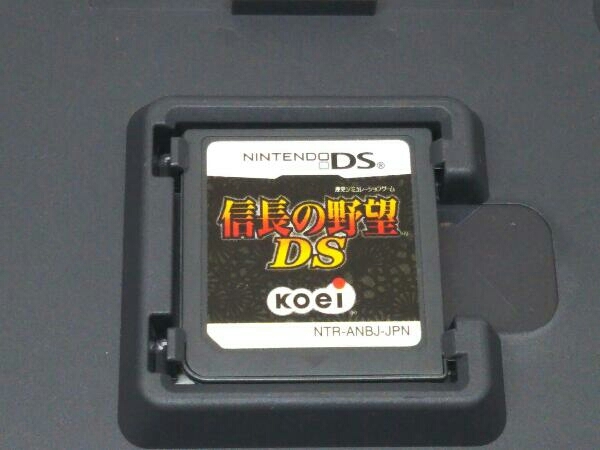 NINTENDO DS®
歴史シミュレーションゲーム
信長の野望
DS
KOEI
NTR-ANBJ-JPN